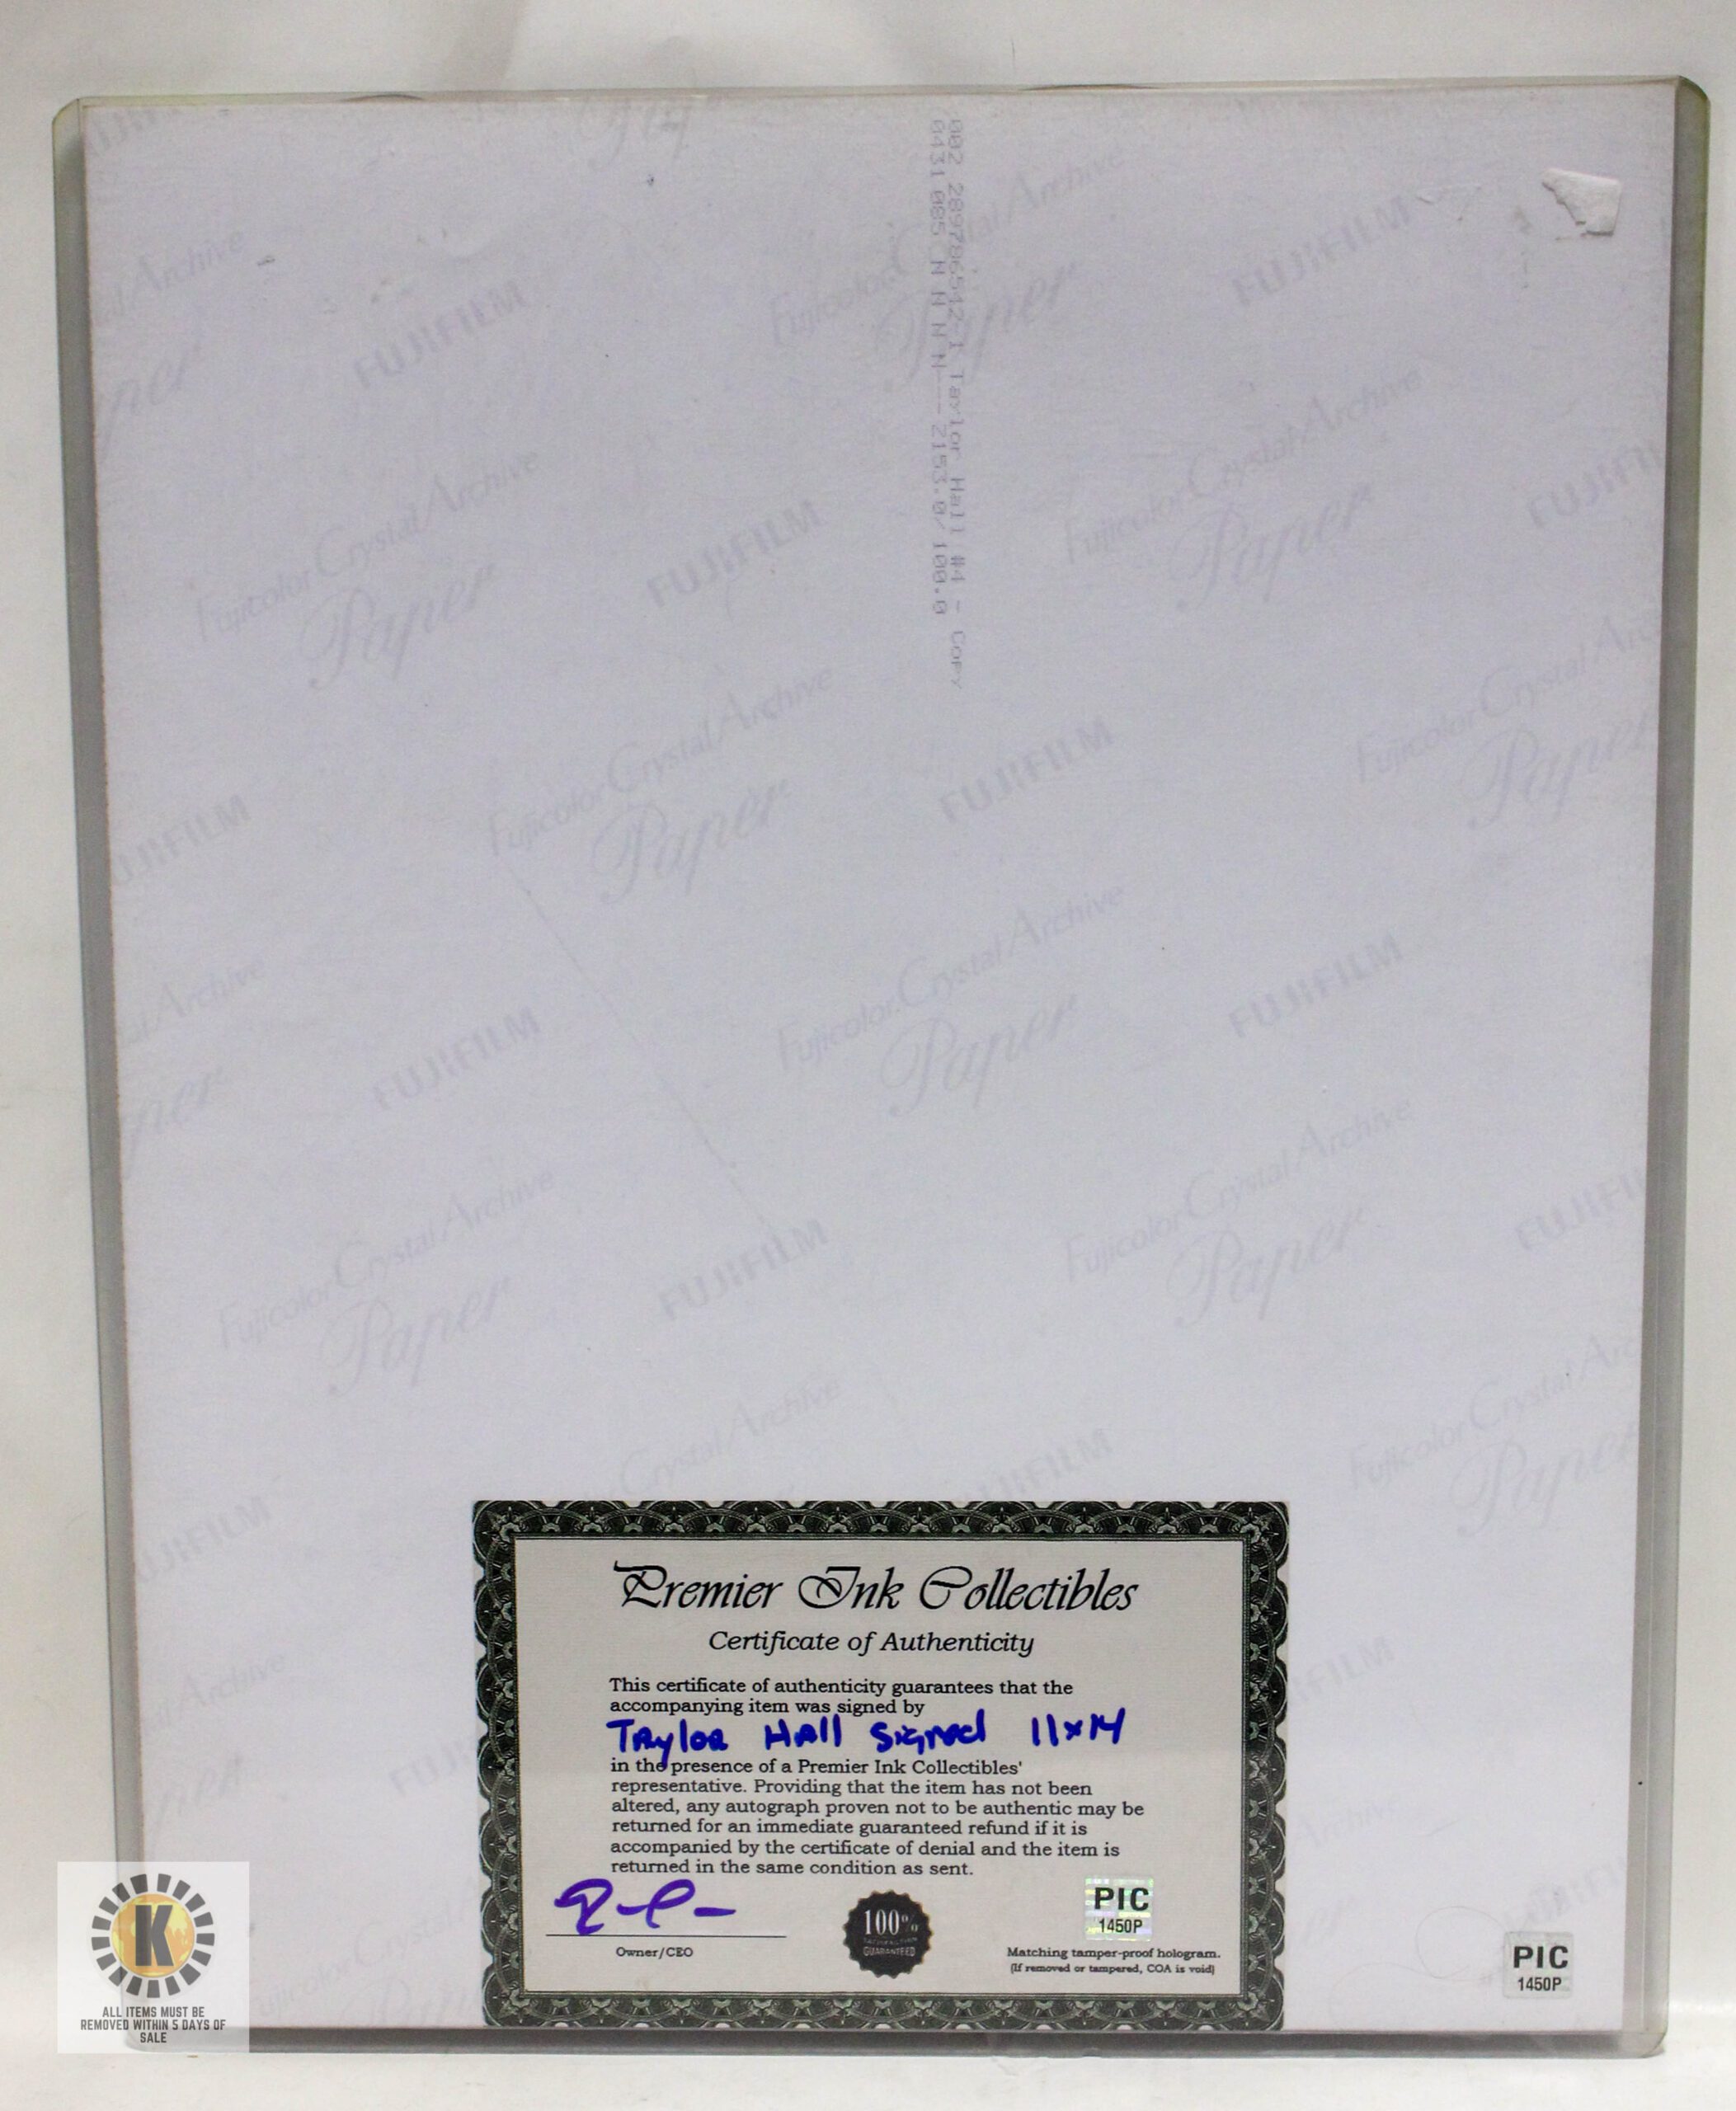 002 289786542-1 Taylor Hall #4 - Copy
0431 085 N N N N --- 2153.0/100.0
FUJIFILM
Fujicolor Crystal Archive
Paper
Premier Ink Collectibles
Certificate of Authenticity
This certificate of authenticity guarantees that the
accompanying item was signed by
Taylor Hall Signed 11x14
in the presence of a Premier Ink Collectibles'
representative. Providing that the item has not been
altered, any autograph proven not to be authentic may be
returned for an immediate guaranteed refund if it is
accompanied by the certificate of denial and the item is
returned in the same condition as sent.
Owner/CEO
100%
SATISFACTION
GUARANTEED
PIC
1450P
Matching tamper-proof hologram.
(If removed or tampered, COA is void)
PIC
1450P
K
ALL ITEMS MUST BE
REMOVED WITHIN 5 DAYS OF
SALE